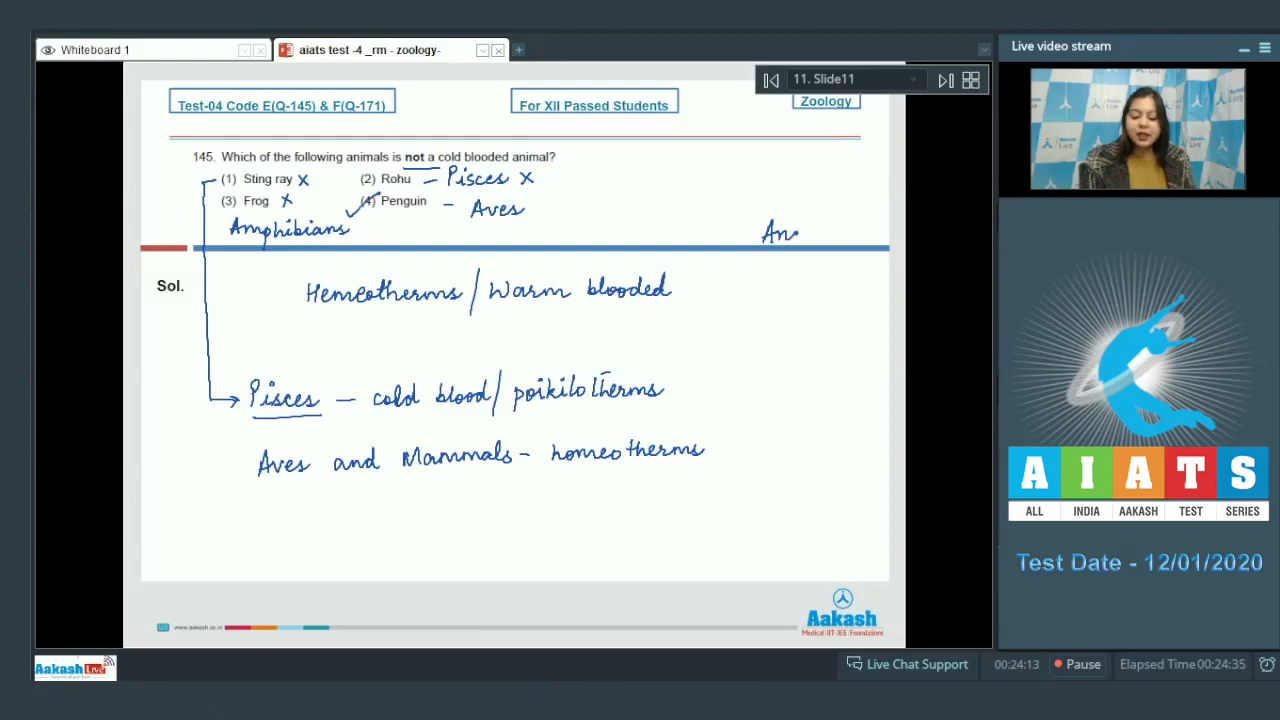 Whiteboard 1
aiats test -4 _rm - zoology-
Live video stream
11. Slide11
Test-04 Code E(Q-145) & F(Q-171)
For XII Passed Students
Zoology
145. Which of the following animals is not a cold blooded animal?
(1) Sting ray x (2) Rohu – Pisces x
(3) Frog x (4) Penguin – Aves
Amphibians
An
Sol.
Hemeotherms / Warm blooded
Pisces – cold blood / poikilotherms
Aves and Mammals – homeotherms
A I A T S
ALL INDIA AAKASH TEST SERIES
Test Date - 12/01/2020
www.aakash.ac.in
Aakash
Medical|IIT-JEE|Foundations
Aakash Live
Live Chat Support
00:24:13
Pause
Elapsed Time 00:24:35